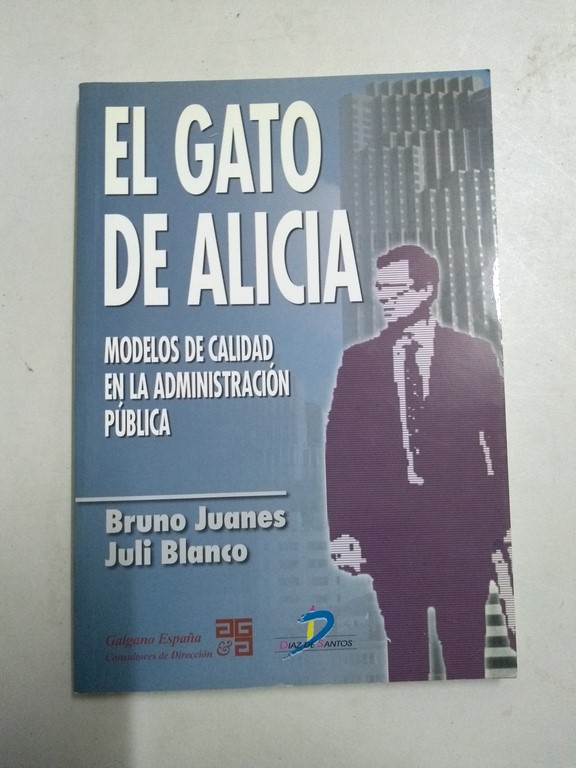 EL GATO
DE ALICIA
MODELOS DE CALIDAD
EN LA ADMINISTRACIÓN
PÚBLICA
Bruno Juanes
Juli Blanco
Galgano España
Consultores de Dirección
DIAZ DE SANTOS